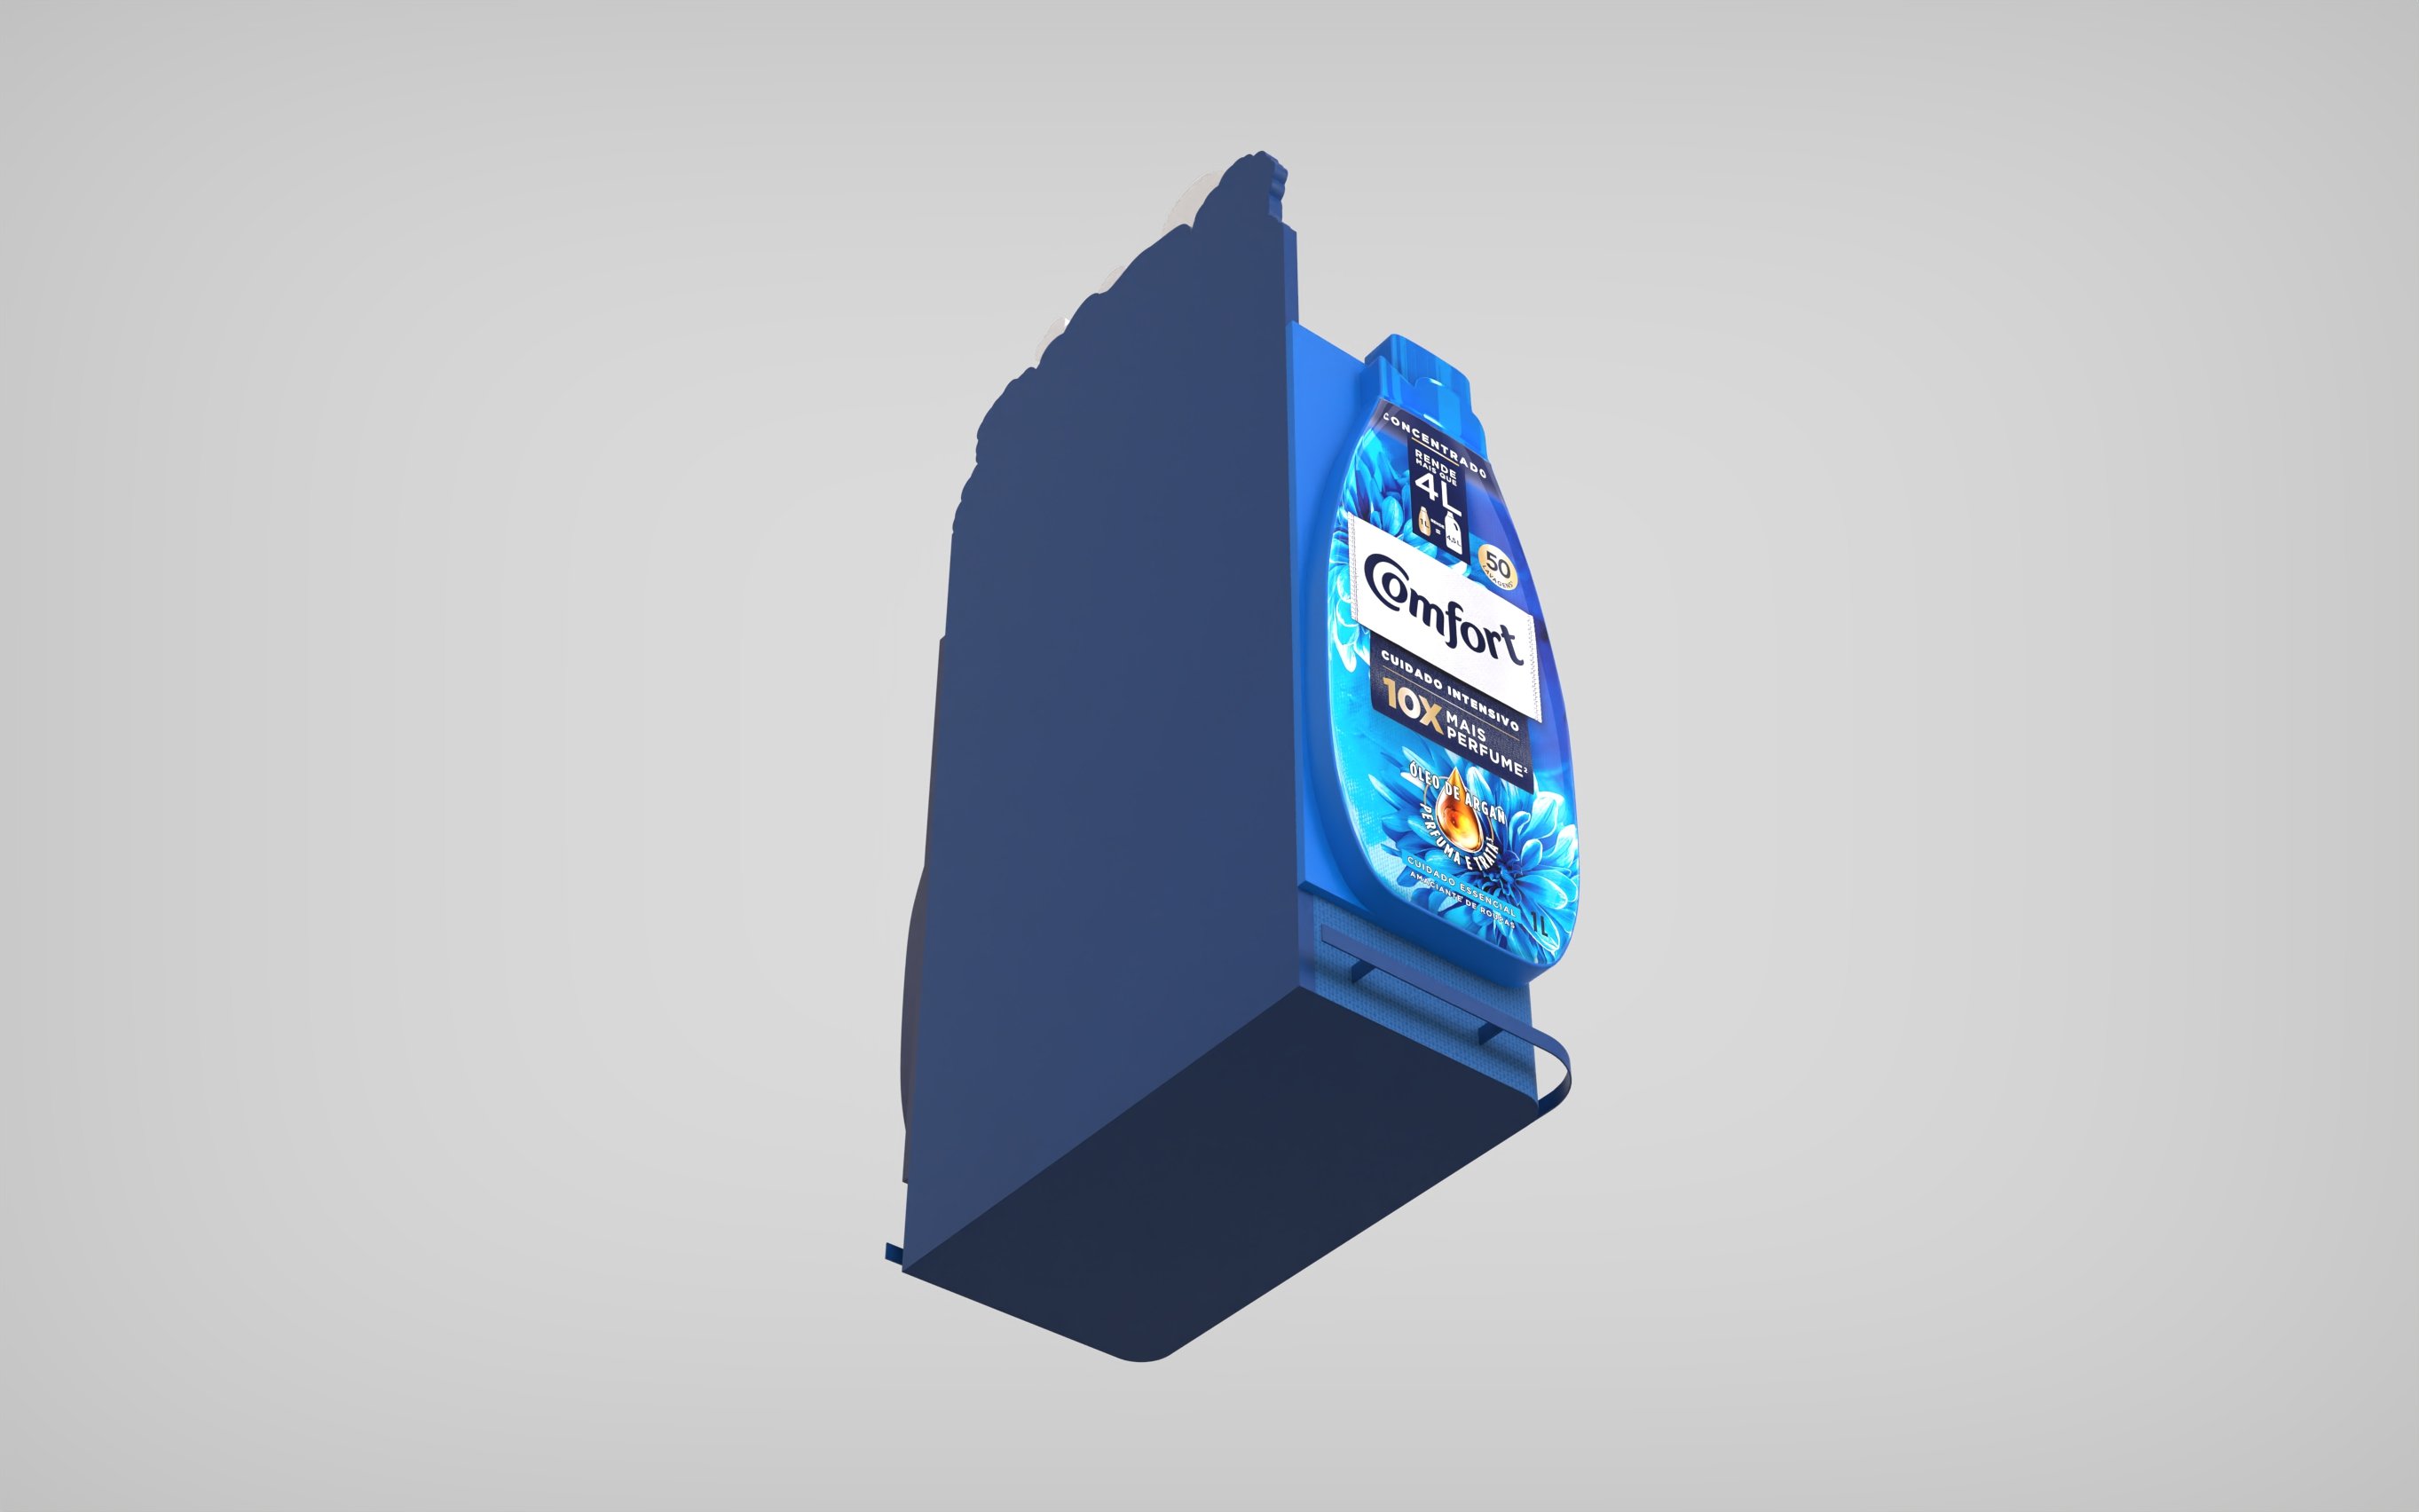 CONCENTRADO
RENDE
MAIS QUE
4L
1L
=
4,5L
50
LAVAGENS
Comfort
CUIDADO INTENSIVO
10X MAIS
PERFUME²
ÓLEO DE ARGAN
PERFUMA E TRATA
CUIDADO ESSENCIAL
AMACIANTE DE ROUPAS
1L